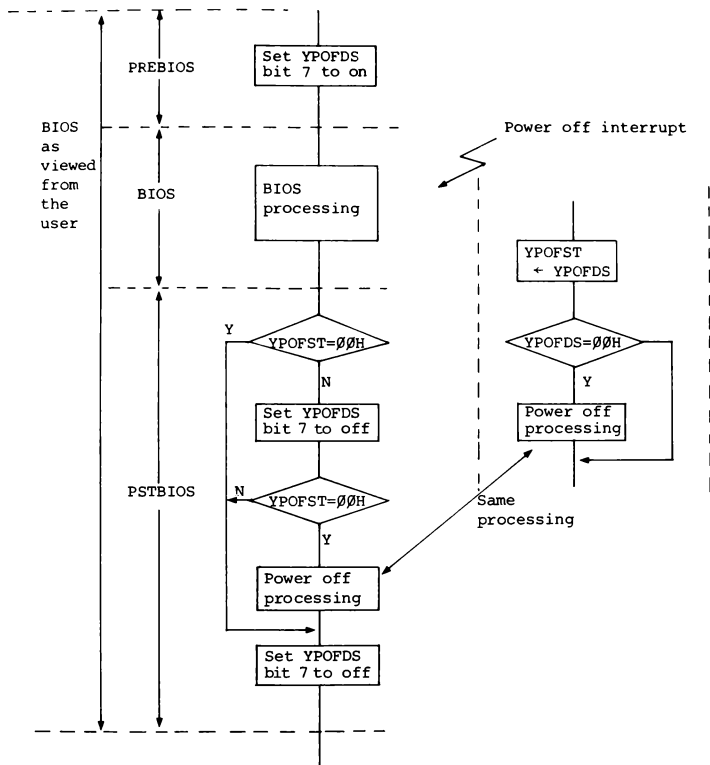 Set YPOFDS
bit 7 to on
PREBIOS
BIOS
as
viewed
from
the
user
BIOS
BIOS
processing
Power off interrupt
YPOFST
← YPOFDS
YPOFDS=ØØH
Y
Power off
processing
Y
YPOFST=ØØH
N
Set YPOFDS
bit 7 to off
PSTBIOS
N
YPOFST=ØØH
Y
Same
processing
Power off
processing
Set YPOFDS
bit 7 to off